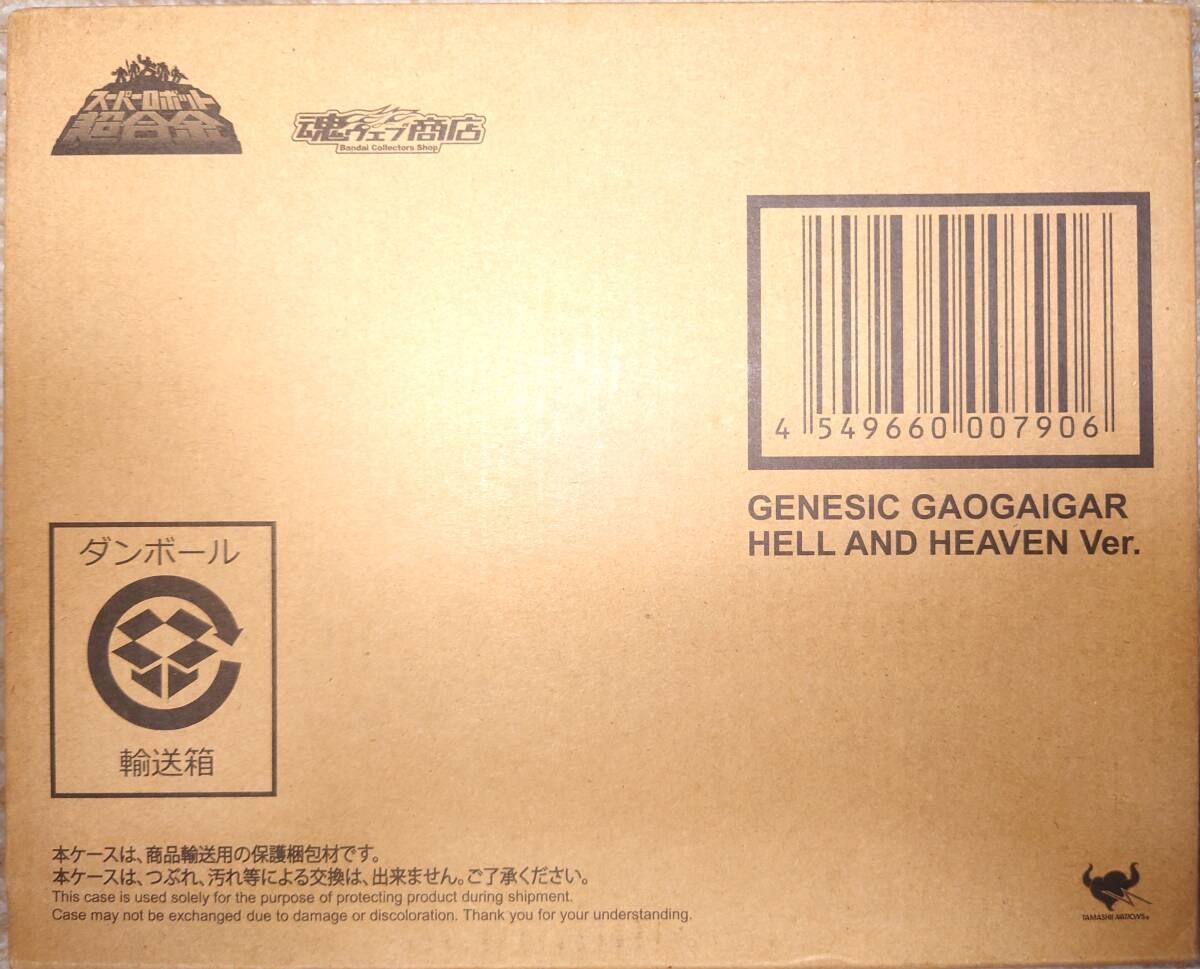 スーパーロボット
超合金
魂ウェブ商店
Bandai Collectors Shop
4 549660 007906
GENESIC GAOGAIGAR
HELL AND HEAVEN Ver.
ダンボール
輸送箱
本ケースは、商品輸送用の保護梱包材です。
本ケースは、つぶれ、汚れ等による交換は、出来ません。ご了承ください。
This case is used solely for the purpose of protecting product during shipment.
Case may not be exchanged due to damage or discoloration. Thank you for your understanding.
TAMASHII NATIONS